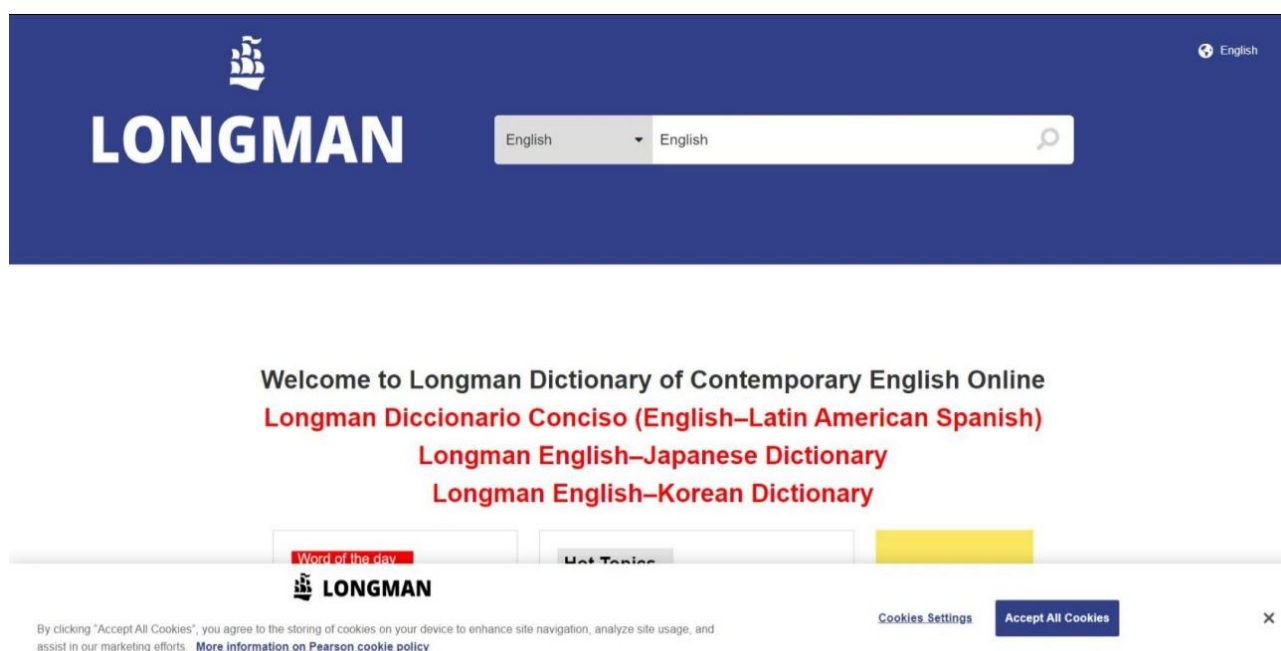 English
LONGMAN
English English
Welcome to Longman Dictionary of Contemporary English Online
Longman Diccionario Conciso (English–Latin American Spanish)
Longman English–Japanese Dictionary
Longman English–Korean Dictionary
Word of the day
Hot Topics
LONGMAN
By clicking "Accept All Cookies", you agree to the storing of cookies on your device to enhance site navigation, analyze site usage, and
assist in our marketing efforts. More information on Pearson cookie policy
Cookies Settings
Accept All Cookies